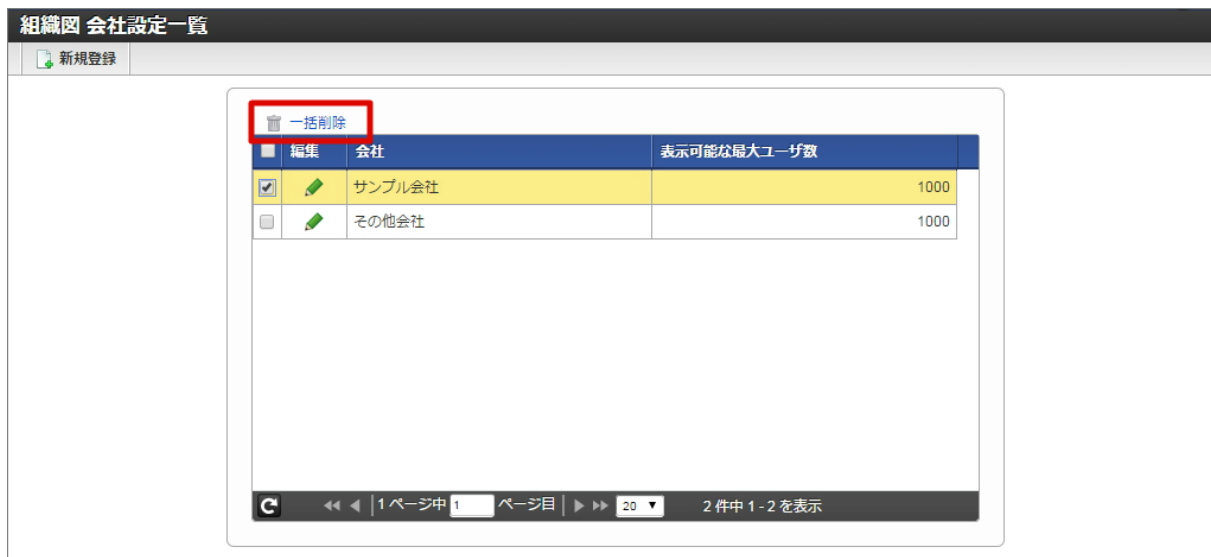 組織図 会社設定一覧
新規登録
一括削除
編集 会社 表示可能な最大ユーザ数
サンプル会社 1000
その他会社 1000
1 ページ中 1 ページ目 20 2 件中 1 - 2 を表示